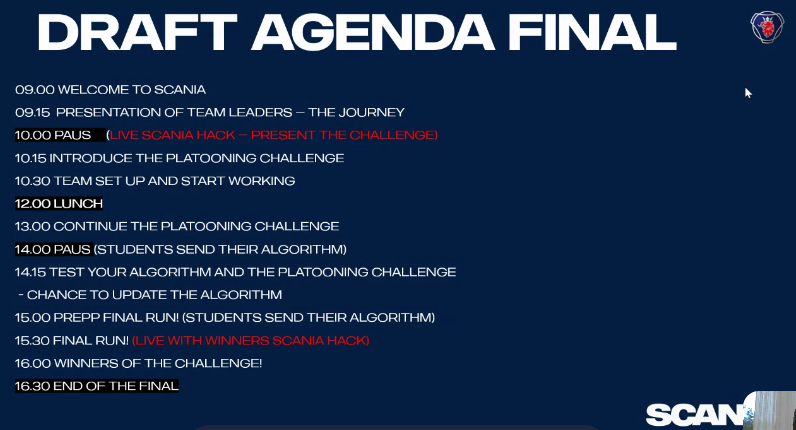 DRAFT AGENDA FINAL
09.00 WELCOME TO SCANIA
09.15 PRESENTATION OF TEAM LEADERS – THE JOURNEY
10.00 PAUS (LIVE SCANIA HACK – PRESENT THE CHALLENGE)
10.15 INTRODUCE THE PLATOONING CHALLENGE
10.30 TEAM SET UP AND START WORKING
12.00 LUNCH
13.00 CONTINUE THE PLATOONING CHALLENGE
14.00 PAUS (STUDENTS SEND THEIR ALGORITHM)
14.15 TEST YOUR ALGORITHM AND THE PLATOONING CHALLENGE
- CHANCE TO UPDATE THE ALGORITHM
15.00 PREPP FINAL RUN! (STUDENTS SEND THEIR ALGORITHM)
15.30 FINAL RUN! (LIVE WITH WINNERS SCANIA HACK)
16.00 WINNERS OF THE CHALLENGE!
16.30 END OF THE FINAL
SCAN